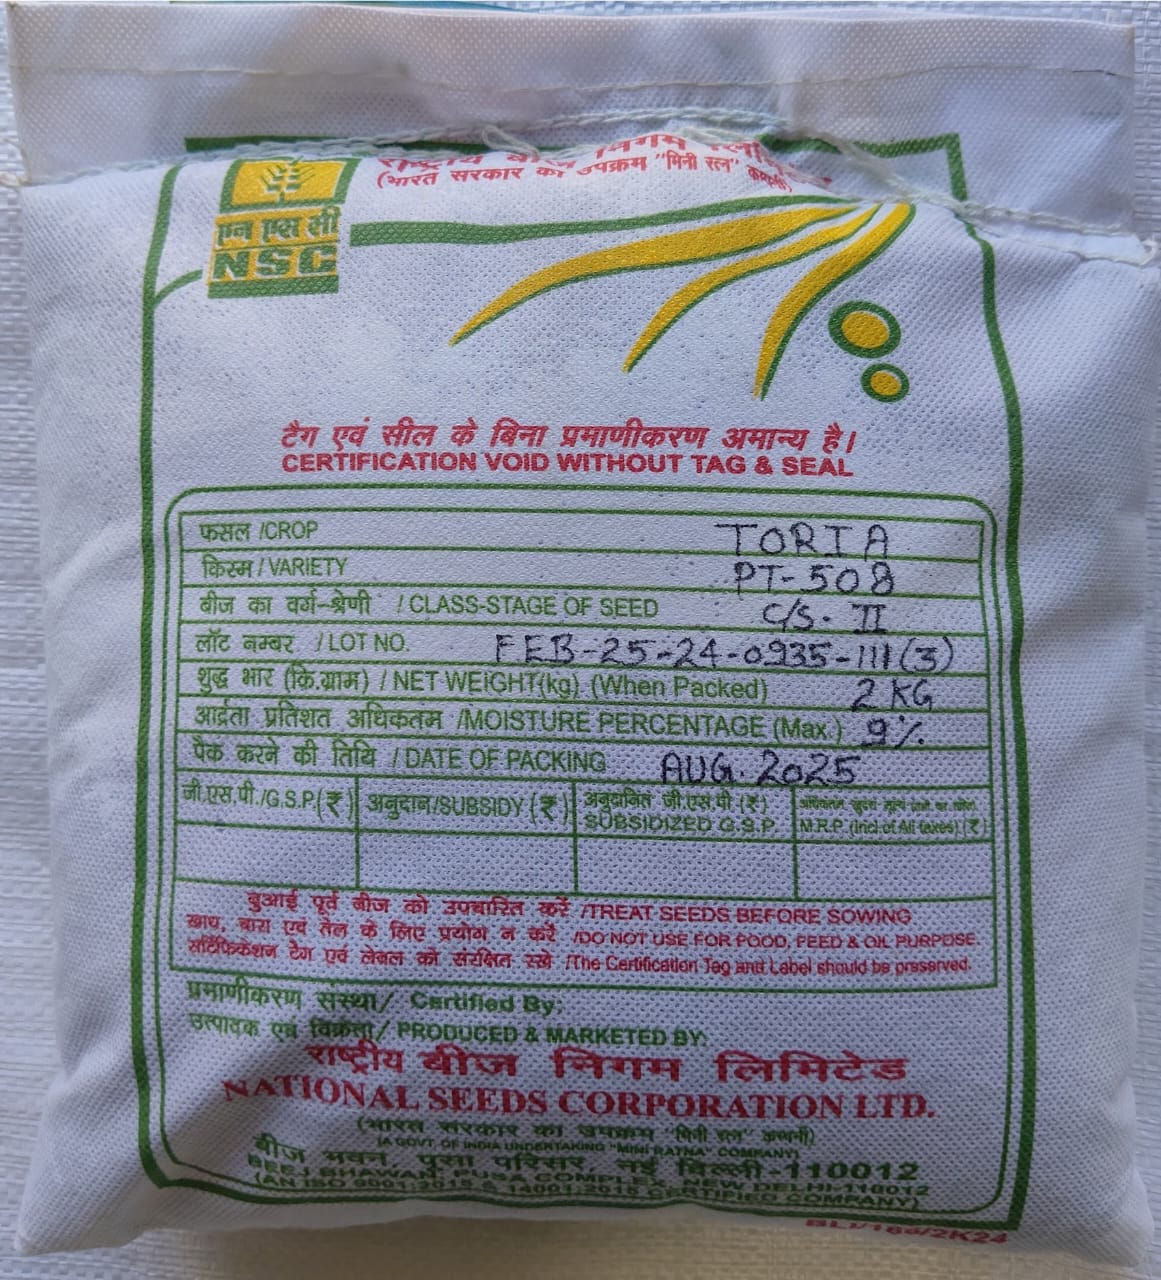 राष्ट्रीय बीज निगम लिमिटेड
(भारत सरकार का उपक्रम "मिनी रत्न" कम्पनी)
एन एस सी
NSC
टैग एवं सील के बिना प्रमाणीकरण अमान्य है।
CERTIFICATION VOID WITHOUT TAG & SEAL
फसल /CROP TORIA
किस्म / VARIETY PT-508
बीज का वर्ग-श्रेणी / CLASS-STAGE OF SEED C/S. II
लॉट नम्बर / LOT NO. FEB-25-24-0935-111(3)
शुद्ध भार (कि.ग्राम) / NET WEIGHT(kg) (When Packed) 2 KG
आर्द्रता प्रतिशत अधिकतम /MOISTURE PERCENTAGE (Max.) 9%
पैक करने की तिथि / DATE OF PACKING AUG. 2025
जी.एस.पी./G.S.P.(₹) अनुदान/SUBSIDY (₹) अनुदानित जी.एस.पी. (₹) SUBSIDIZED G.S.P. M.R.P. (Incl of All taxes) (₹)
बुआई पूर्व बीज को उपचारित करें /TREAT SEEDS BEFORE SOWING
खाद्य, चारा एवं तेल के लिए प्रयोग न करें /DO NOT USE FOR FOOD, FEED & OIL PURPOSE.
सर्टिफिकेशन टैग एवं लेबल को संरक्षित रखें /The Certification Tag and Label should be preserved.
प्रमाणीकरण संस्था/ Certified By:
उत्पादक एवं विक्रेता/ PRODUCED & MARKETED BY:
राष्ट्रीय बीज निगम लिमिटेड
NATIONAL SEEDS CORPORATION LTD.
(भारत सरकार का उपक्रम "मिनी रत्न" कम्पनी)
(A GOVT. OF INDIA UNDERTAKING "MINI RATNA" COMPANY)
बीज भवन, पूसा परिसर, नई दिल्ली-110012
BEEJ BHAWAN, PUSA COMPLEX, NEW DELHI-110012
(AN ISO 9001:2015 & 14001:2015 CERTIFIED COMPANY)